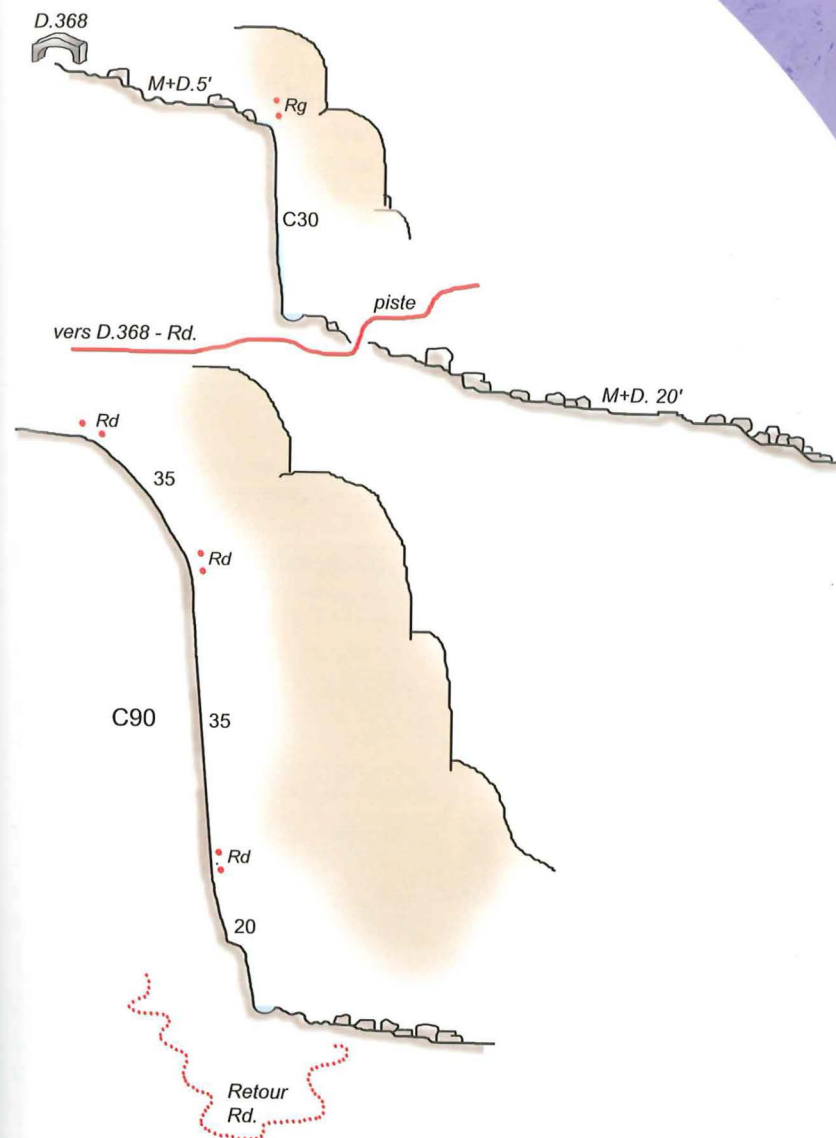 D.368
M+D.5'
Rg
C30
piste
vers D.368 - Rd.
M+D. 20'
Rd
35
Rd
C90
35
Rd
20
Retour
Rd.